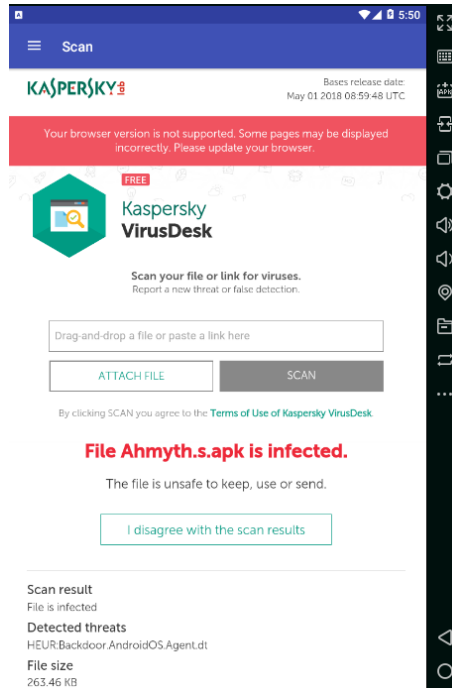 5:50
Scan
KASPERSKY lab
Bases release date:
May 01 2018 08:59:48 UTC
Your browser version is not supported. Some pages may be displayed
incorrectly. Please update your browser.
FREE
Kaspersky
VirusDesk
Scan your file or link for viruses.
Report a new threat or false detection.
Drag-and-drop a file or paste a link here
ATTACH FILE
SCAN
By clicking SCAN you agree to the Terms of Use of Kaspersky VirusDesk
File Ahmyth.s.apk is infected.
The file is unsafe to keep, use or send.
I disagree with the scan results
Scan result
File is infected
Detected threats
HEUR:Backdoor.AndroidOS.Agent.dt
File size
263.46 KB
APK